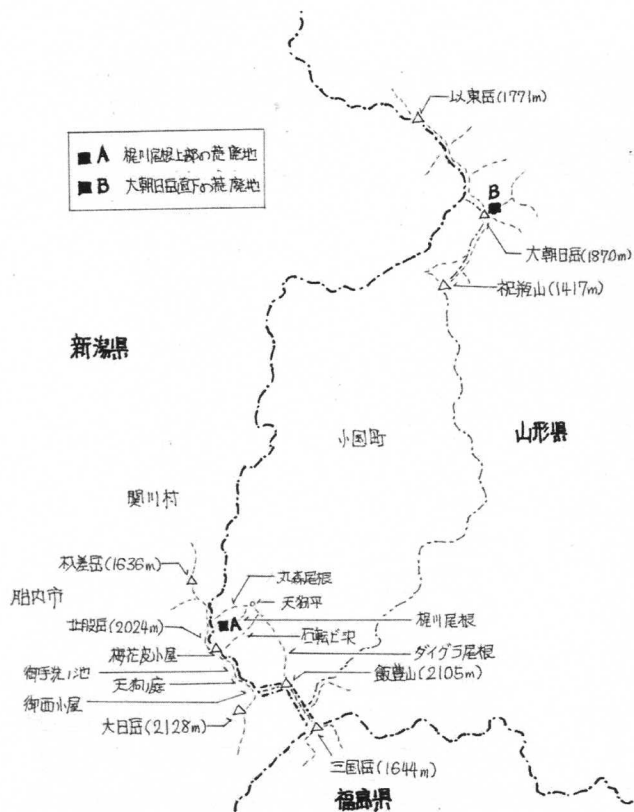 以東岳(1771m)
■ A 梶川尾根上部の荒廃地
■ B 大朝日岳直下の荒廃地
B
大朝日岳(1870m)
祝瓶山(1417m)
新潟県
小国町
山形県
関川村
杁差岳(1636m)
丸森尾根
天狗平
胎内市
梶川尾根
A
北股岳(2024m)
石転ビ沢
梅花皮小屋
ダイグラ尾根
御手洗ノ池
飯豊山(2105m)
天狗ノ庭
御西小屋
大日岳(2128m)
三国岳(1644m)
福島県